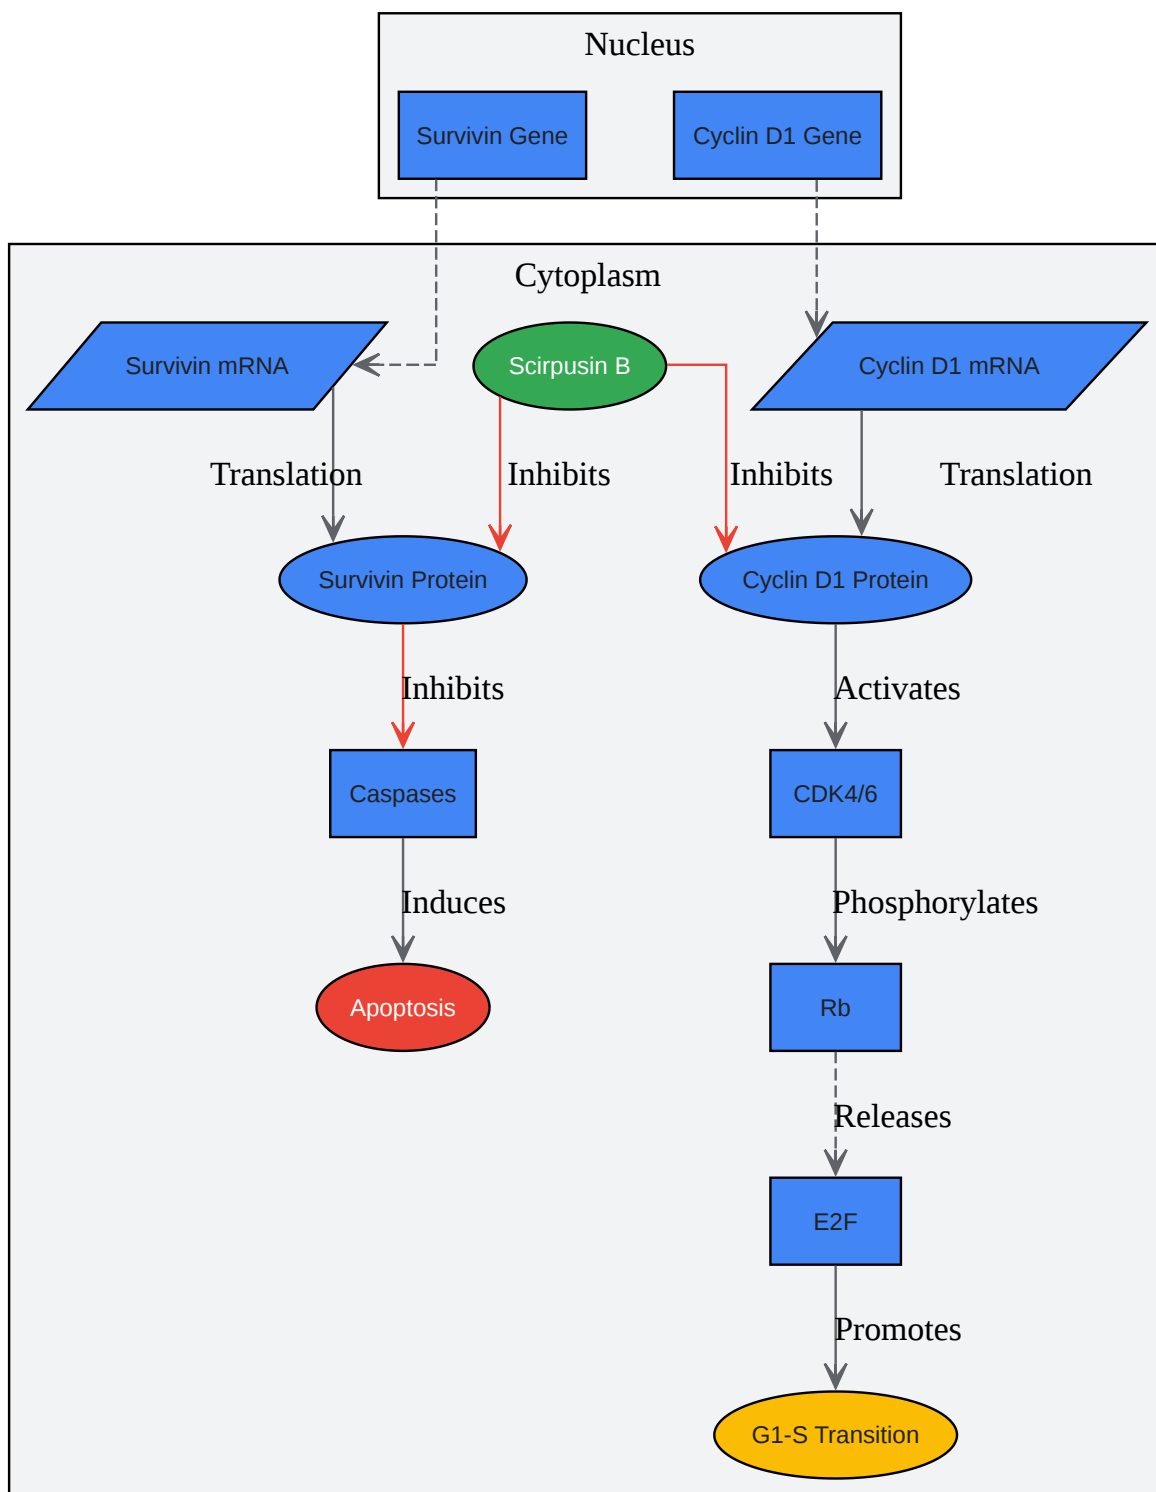 Nucleus
Survivin Gene
Cyclin D1 Gene
Cytoplasm
Survivin mRNA
Scirpusin B
Cyclin D1 mRNA
Translation
Inhibits
Inhibits
Translation
Survivin Protein
Cyclin D1 Protein
Inhibits
Activates
Caspases
CDK4/6
Induces
Phosphorylates
Apoptosis
Rb
Releases
E2F
Promotes
G1-S Transition